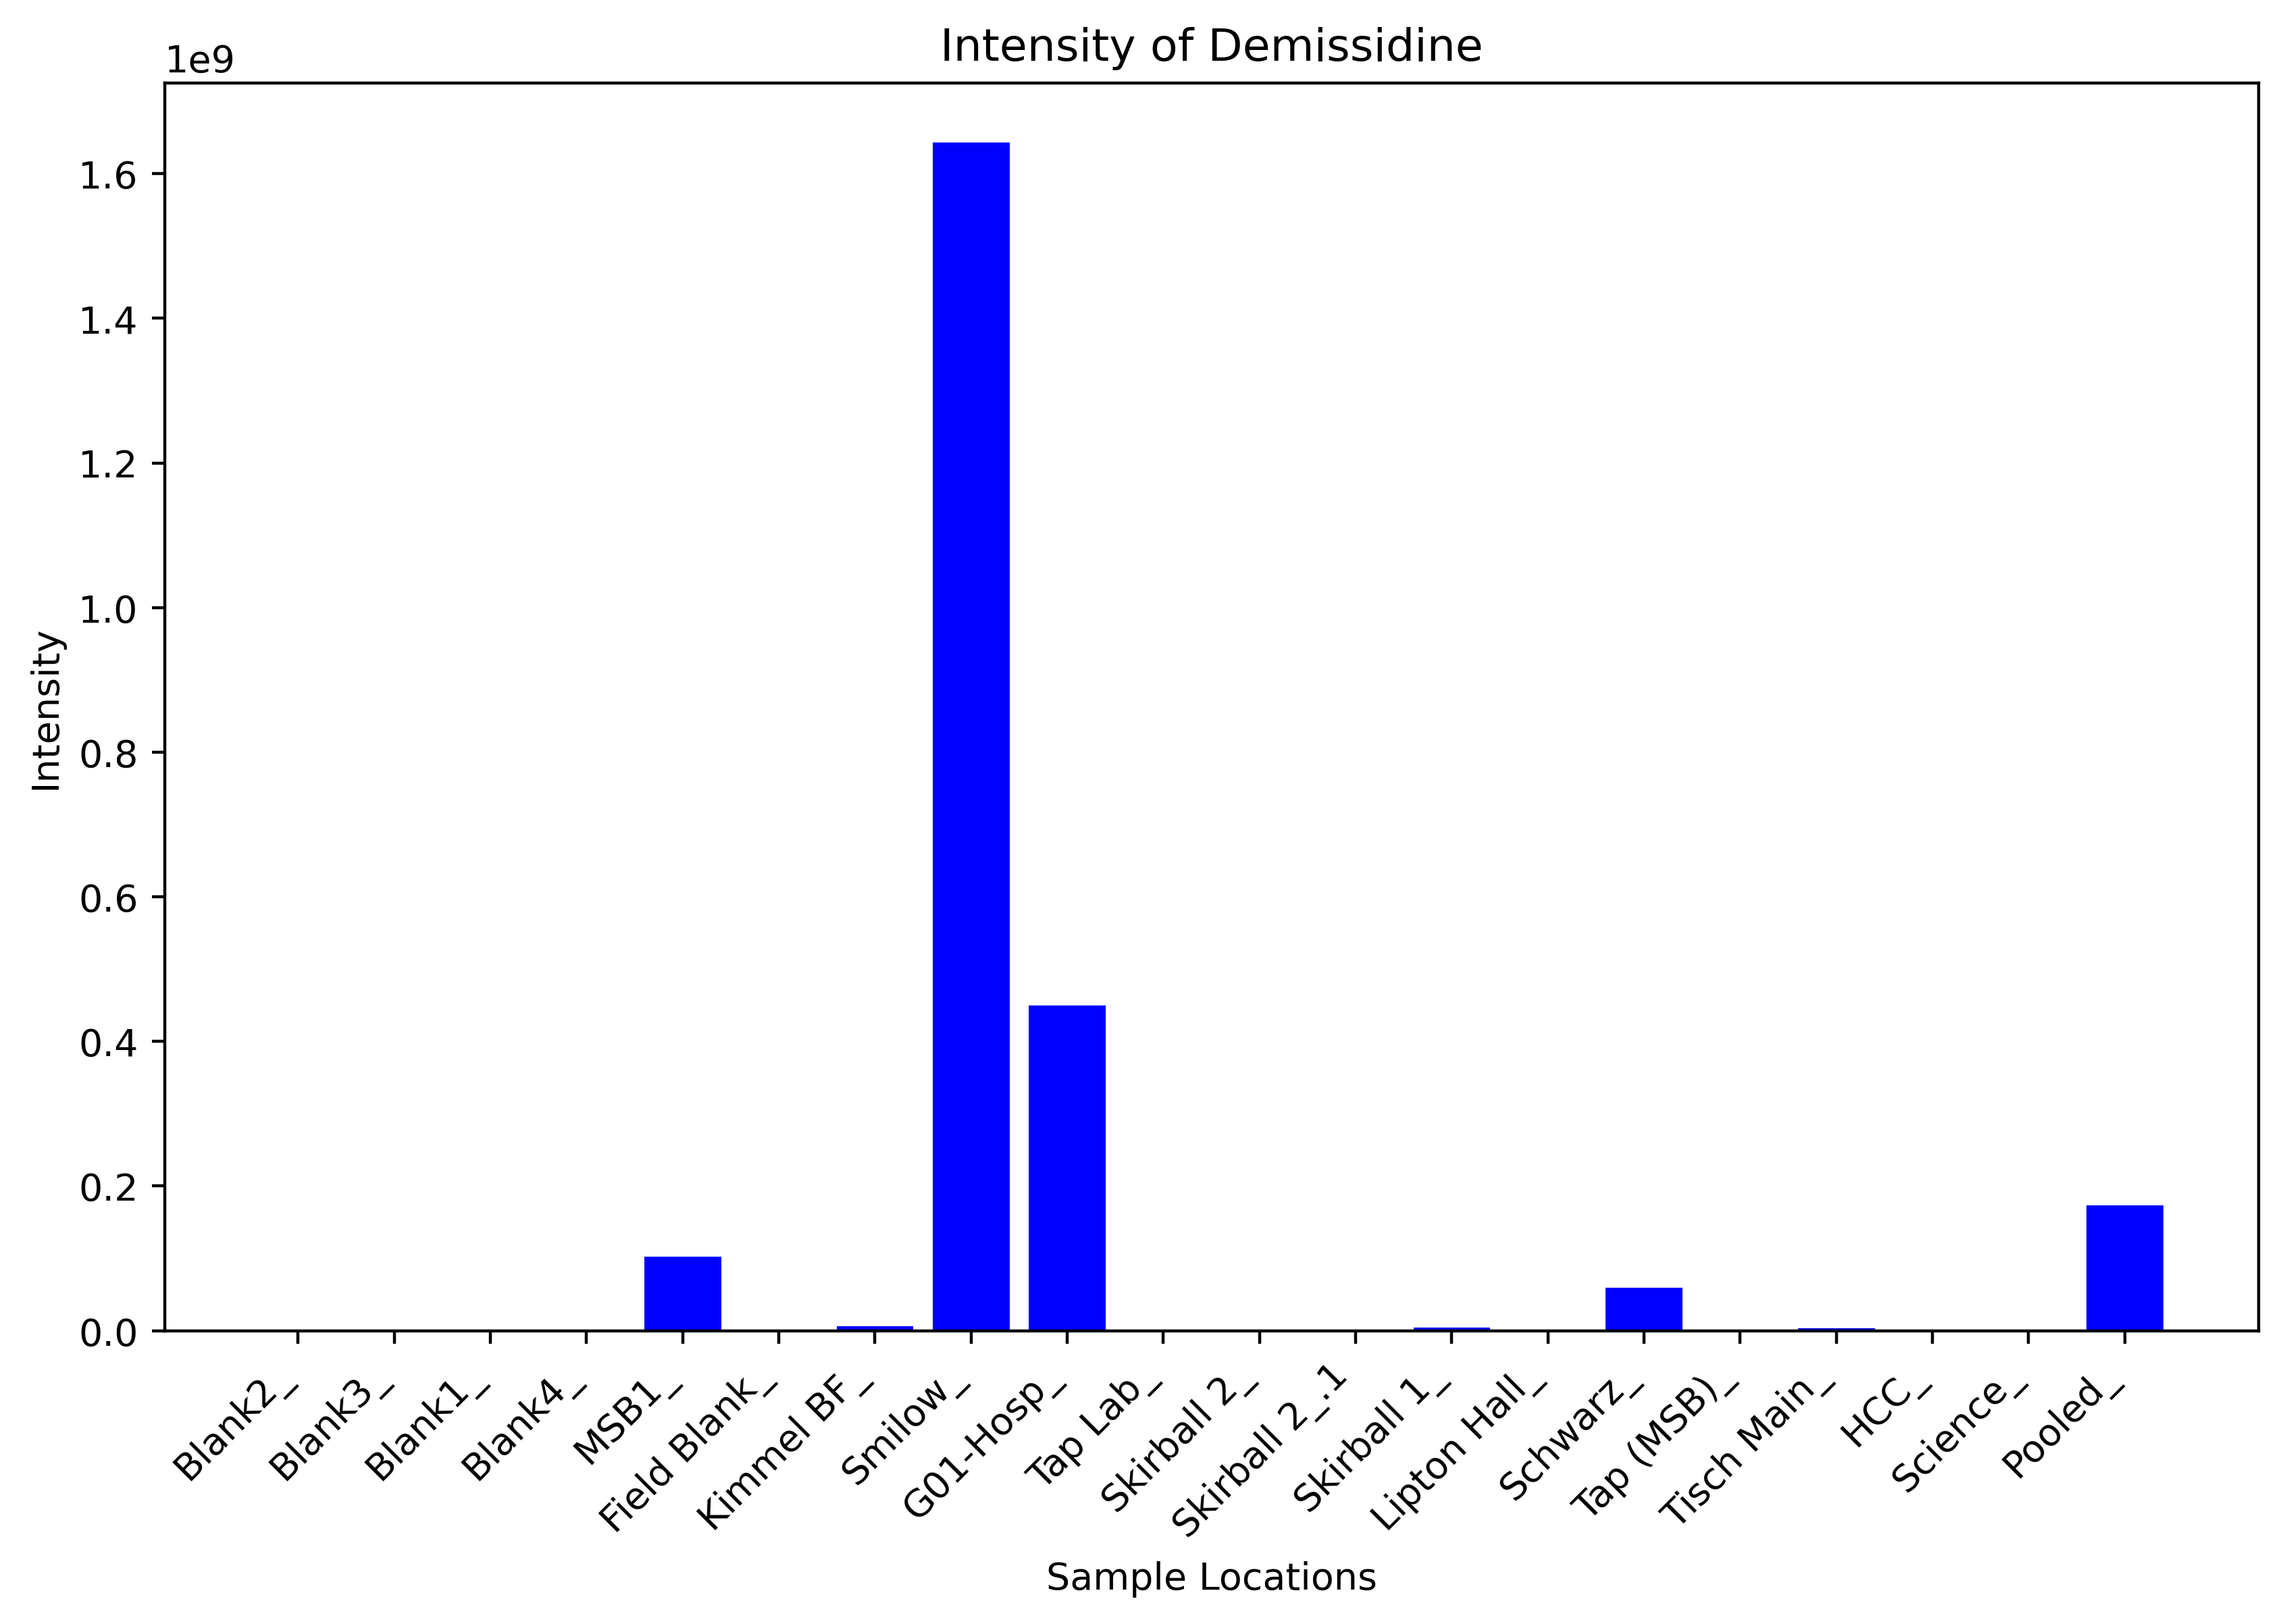 Intensity of Demissidine
1e9
1.6
1.4
1.2
1.0
0.8
0.6
0.4
0.2
0.0
Intensity
Blank2_
Blank3_
Blank1_
Blank4_
MSB1_
Field Blank_
Kimmel BF_
Smilow_
G01-Hosp_
Tap Lab_
Skirball 2_
Skirball 2_.1
Skirball 1_
Lipton Hall_
Schwarz_
Tap (MSB)_
Tisch Main_
HCC_
Science_
Pooled_
Sample Locations